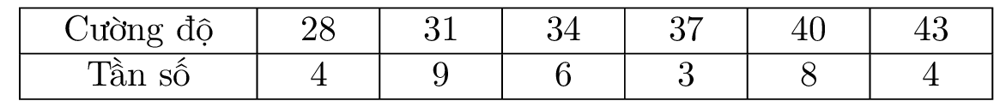 Cường độ 28 31 34 37 40 43
Tần số 4 9 6 3 8 4